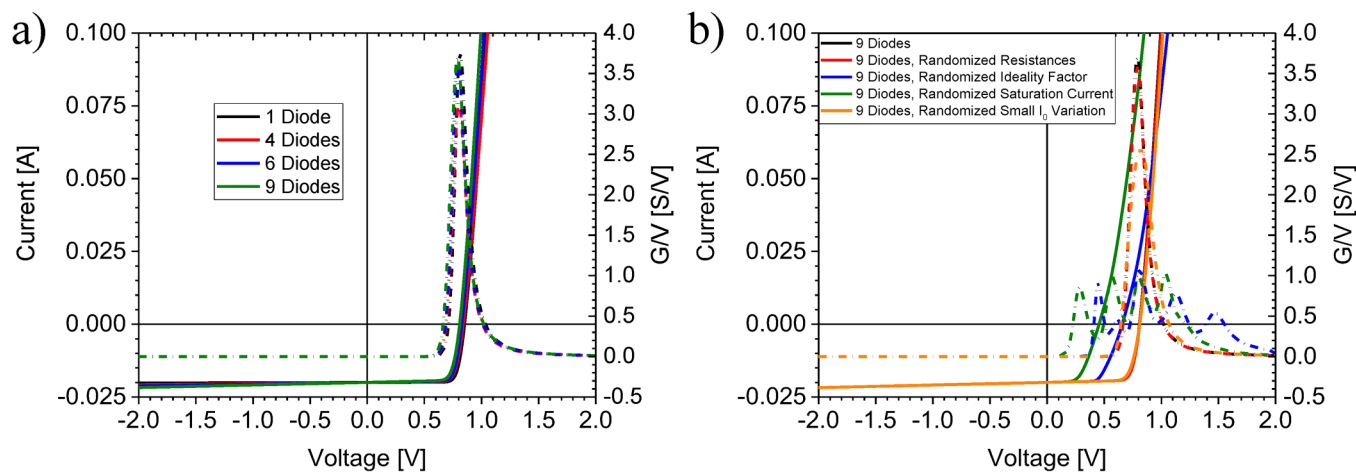 a)
0.100
0.075
0.050
0.025
0.000
-0.025
Current [A]
1 Diode
4 Diodes
6 Diodes
9 Diodes
4.0
3.5
3.0
2.5
2.0
1.5
1.0
0.5
0.0
-0.5
G/V [S/V]
-2.0 -1.5 -1.0 -0.5 0.0 0.5 1.0 1.5 2.0
Voltage [V]
b)
0.100
0.075
0.050
0.025
0.000
-0.025
Current [A]
9 Diodes
9 Diodes, Randomized Resistances
9 Diodes, Randomized Ideality Factor
9 Diodes, Randomized Saturation Current
9 Diodes, Randomized Small I₀ Variation
4.0
3.5
3.0
2.5
2.0
1.5
1.0
0.5
0.0
-0.5
G/V [S/V]
-2.0 -1.5 -1.0 -0.5 0.0 0.5 1.0 1.5 2.0
Voltage [V]